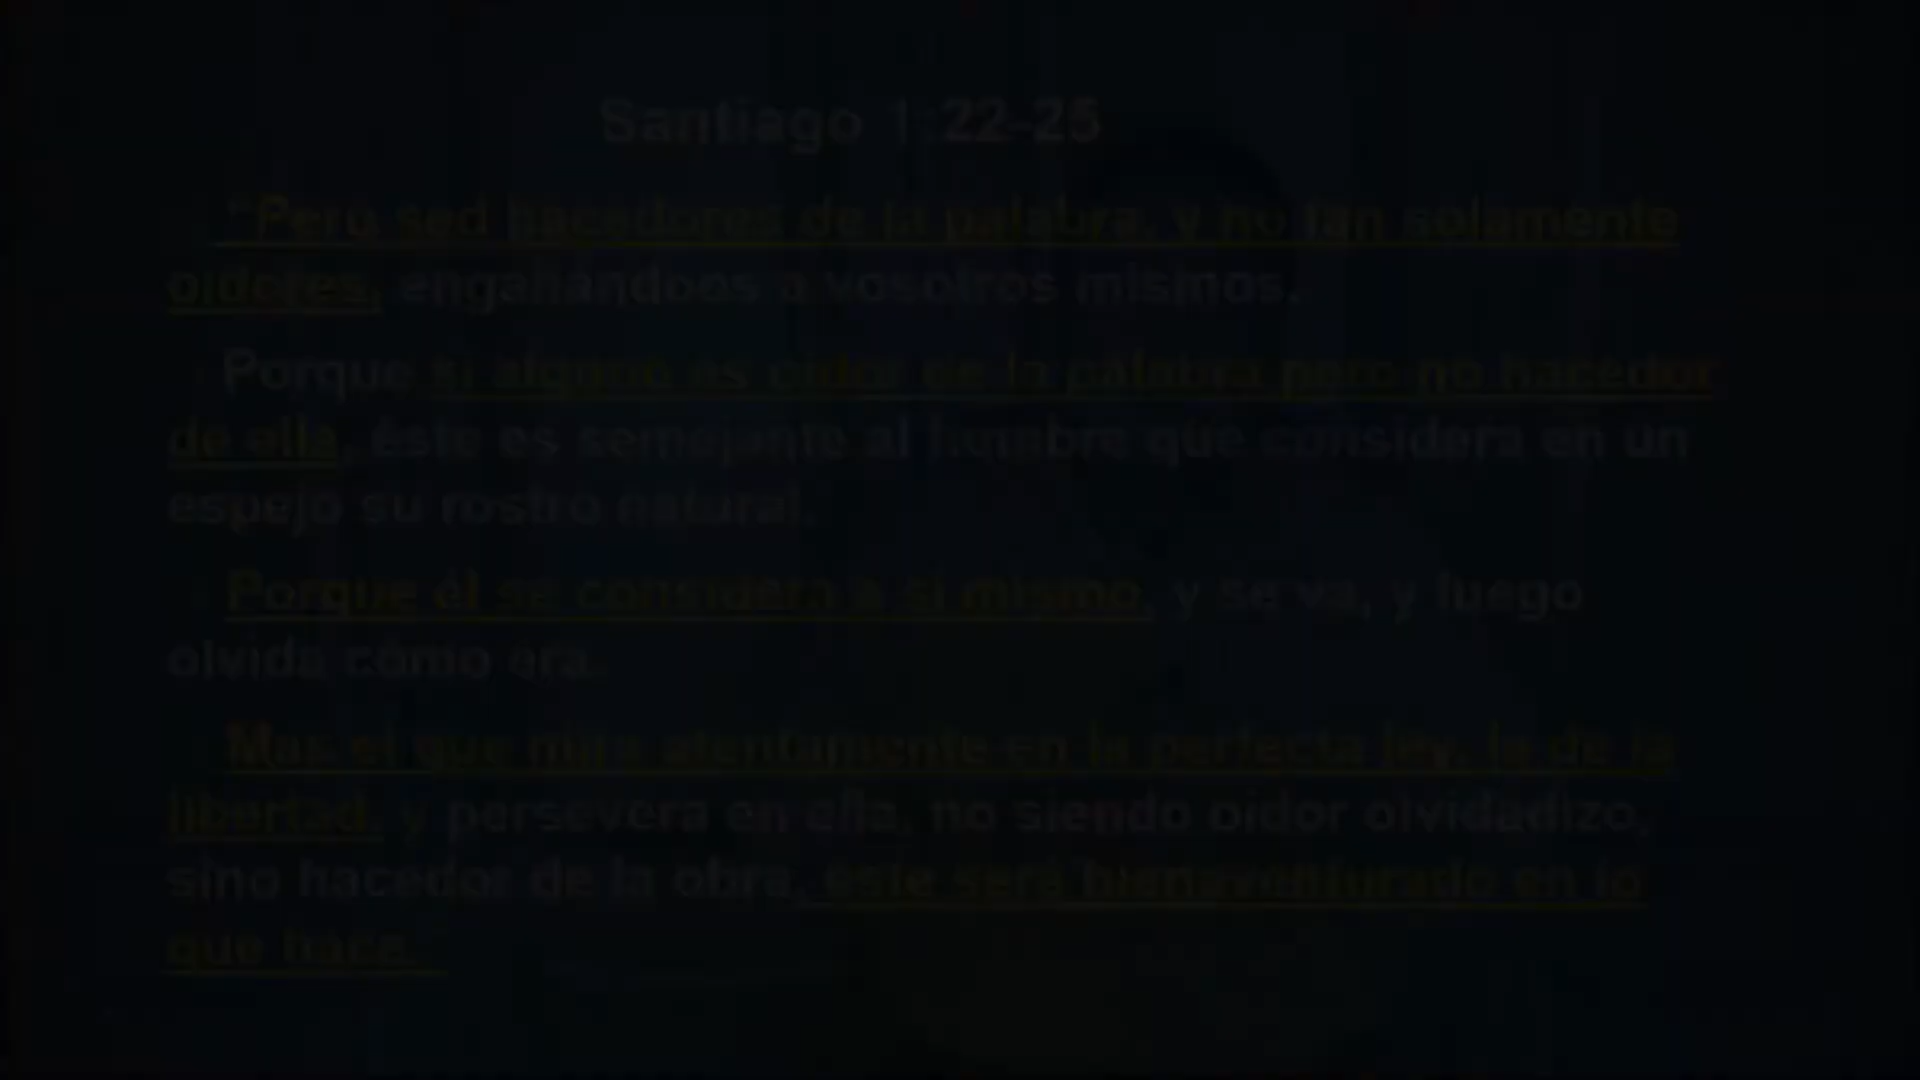 Santiago 1:22-25
"Pero sed hacedores de la palabra, y no tan solamente
oidores, engañándoos a vosotros mismos.
Porque si alguno es oidor de la palabra pero no hacedor
de ella, éste es semejante al hombre que considera en un
espejo su rostro natural.
Porque él se considera a sí mismo, y se va, y luego
olvida cómo era.
Mas el que mira atentamente en la perfecta ley, la de la
libertad, y persevera en ella, no siendo oidor olvidadizo,
sino hacedor de la obra, éste será bienaventurado en lo
que hace.